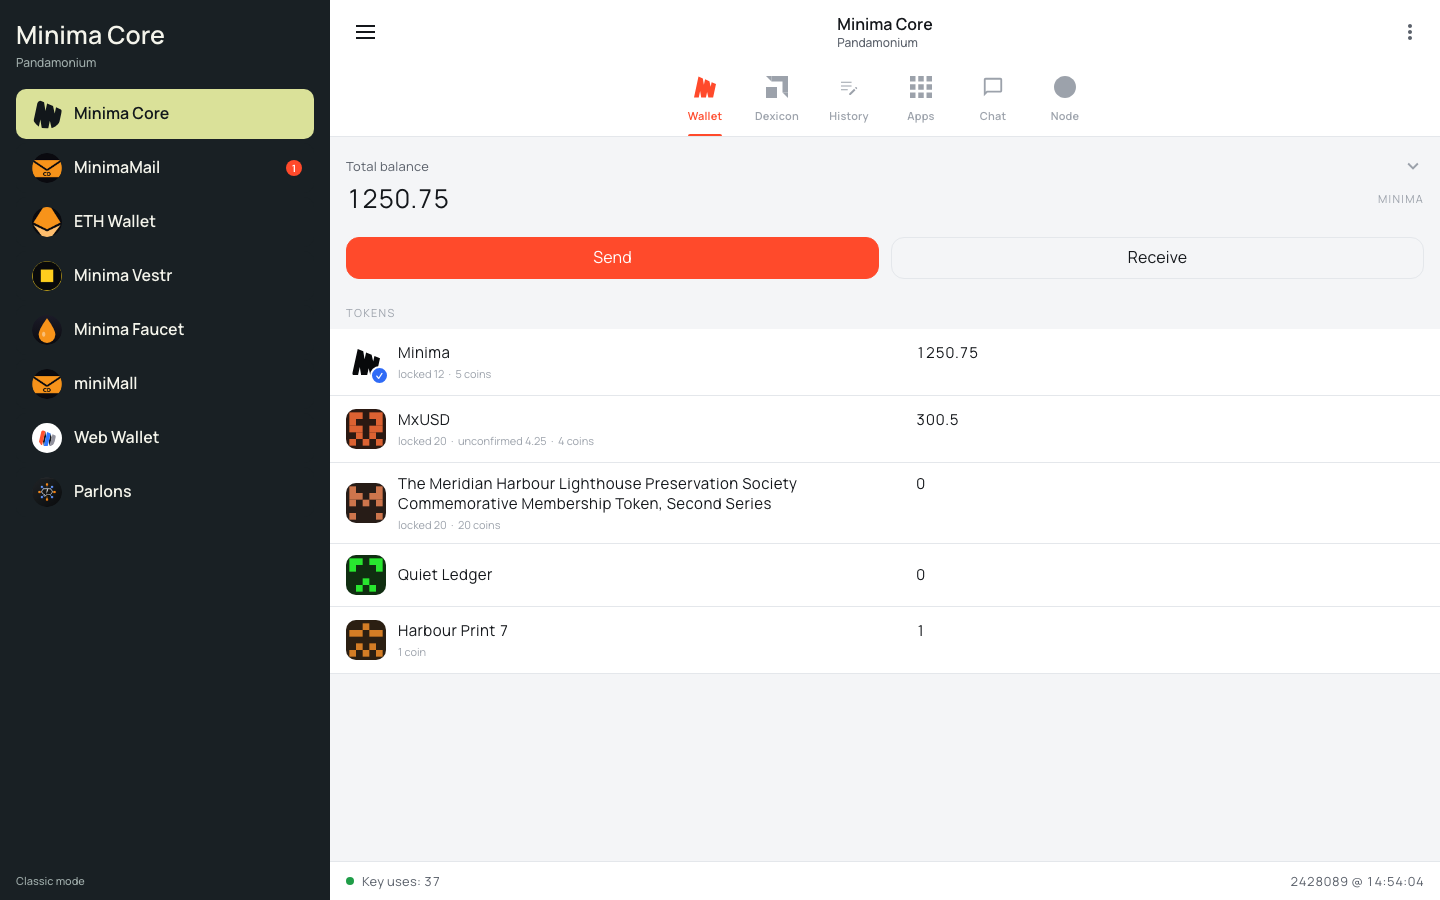 Minima Core
Pandamonium
Minima Core
MinimaMail
1
ETH Wallet
Minima Vestr
Minima Faucet
miniMall
Web Wallet
Parlons
Classic mode
Minima Core
Pandamonium
Wallet
Dexicon
History
Apps
Chat
Node
Total balance
1250.75
MINIMA
Send
Receive
TOKENS
Minima
1250.75
locked 12 · 5 coins
MxUSD
300.5
locked 20 · unconfirmed 4.25 · 4 coins
The Meridian Harbour Lighthouse Preservation Society
Commemorative Membership Token, Second Series
0
locked 20 · 20 coins
Quiet Ledger
0
Harbour Print 7
1
1 coin
Key uses: 37
2428089 @ 14:54:04